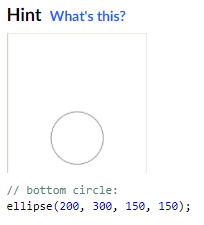 Hint What's this?
// bottom circle:
ellipse(200, 300, 150, 150);